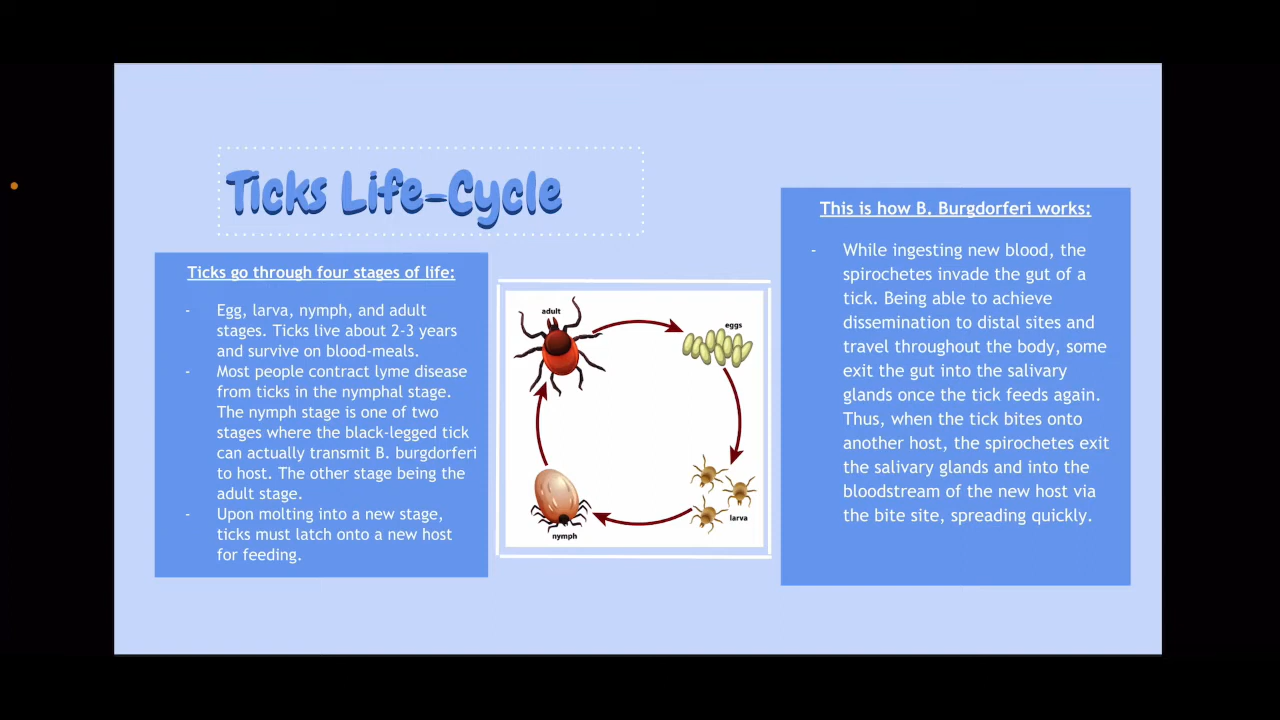 Ticks Life-Cycle
Ticks go through four stages of life:
- Egg, larva, nymph, and adult
stages. Ticks live about 2-3 years
and survive on blood-meals.
- Most people contract lyme disease
from ticks in the nymphal stage.
The nymph stage is one of two
stages where the black-legged tick
can actually transmit B. burgdorferi
to host. The other stage being the
adult stage.
- Upon molting into a new stage,
ticks must latch onto a new host
for feeding.
adult
eggs
larva
nymph
This is how B. Burgdorferi works:
- While ingesting new blood, the
spirochetes invade the gut of a
tick. Being able to achieve
dissemination to distal sites and
travel throughout the body, some
exit the gut into the salivary
glands once the tick feeds again.
Thus, when the tick bites onto
another host, the spirochetes exit
the salivary glands and into the
bloodstream of the new host via
the bite site, spreading quickly.